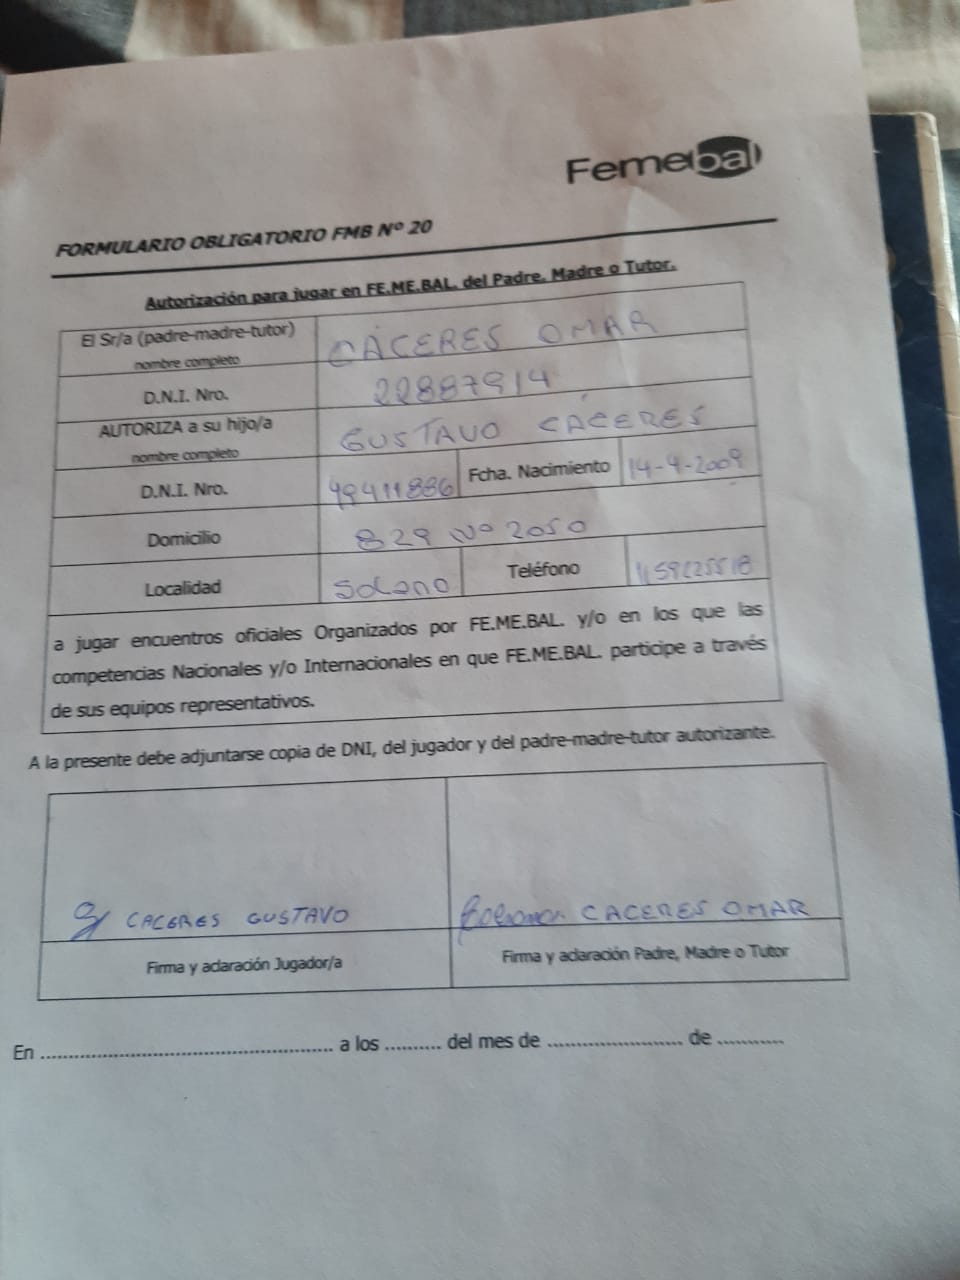 Femebal
FORMULARIO OBLIGATORIO FMB Nº 20
Autorización para jugar en FE.ME.BAL. del Padre, Madre o Tutor.
El Sr/a (padre-madre-tutor) nombre completo CÁCERES OMAR
D.N.I. Nro. 22887914
AUTORIZA a su hijo/a nombre completo GUSTAVO CÁCERES
D.N.I. Nro. 49411886 Fcha. Nacimiento 14-4-2009
Domicilio 829 Nº 2050
Localidad Solano Teléfono
a jugar encuentros oficiales Organizados por FE.ME.BAL. y/o en los que las
competencias Nacionales y/o Internacionales en que FE.ME.BAL. participe a través
de sus equipos representativos.
A la presente debe adjuntarse copia de DNI, del jugador y del padre-madre-tutor autorizante.
CACERES GUSTAVO CACERES OMAR
Firma y aclaración Jugador/a Firma y aclaración Padre, Madre o Tutor
En .................................................. a los .......... del mes de ....................... de ...........